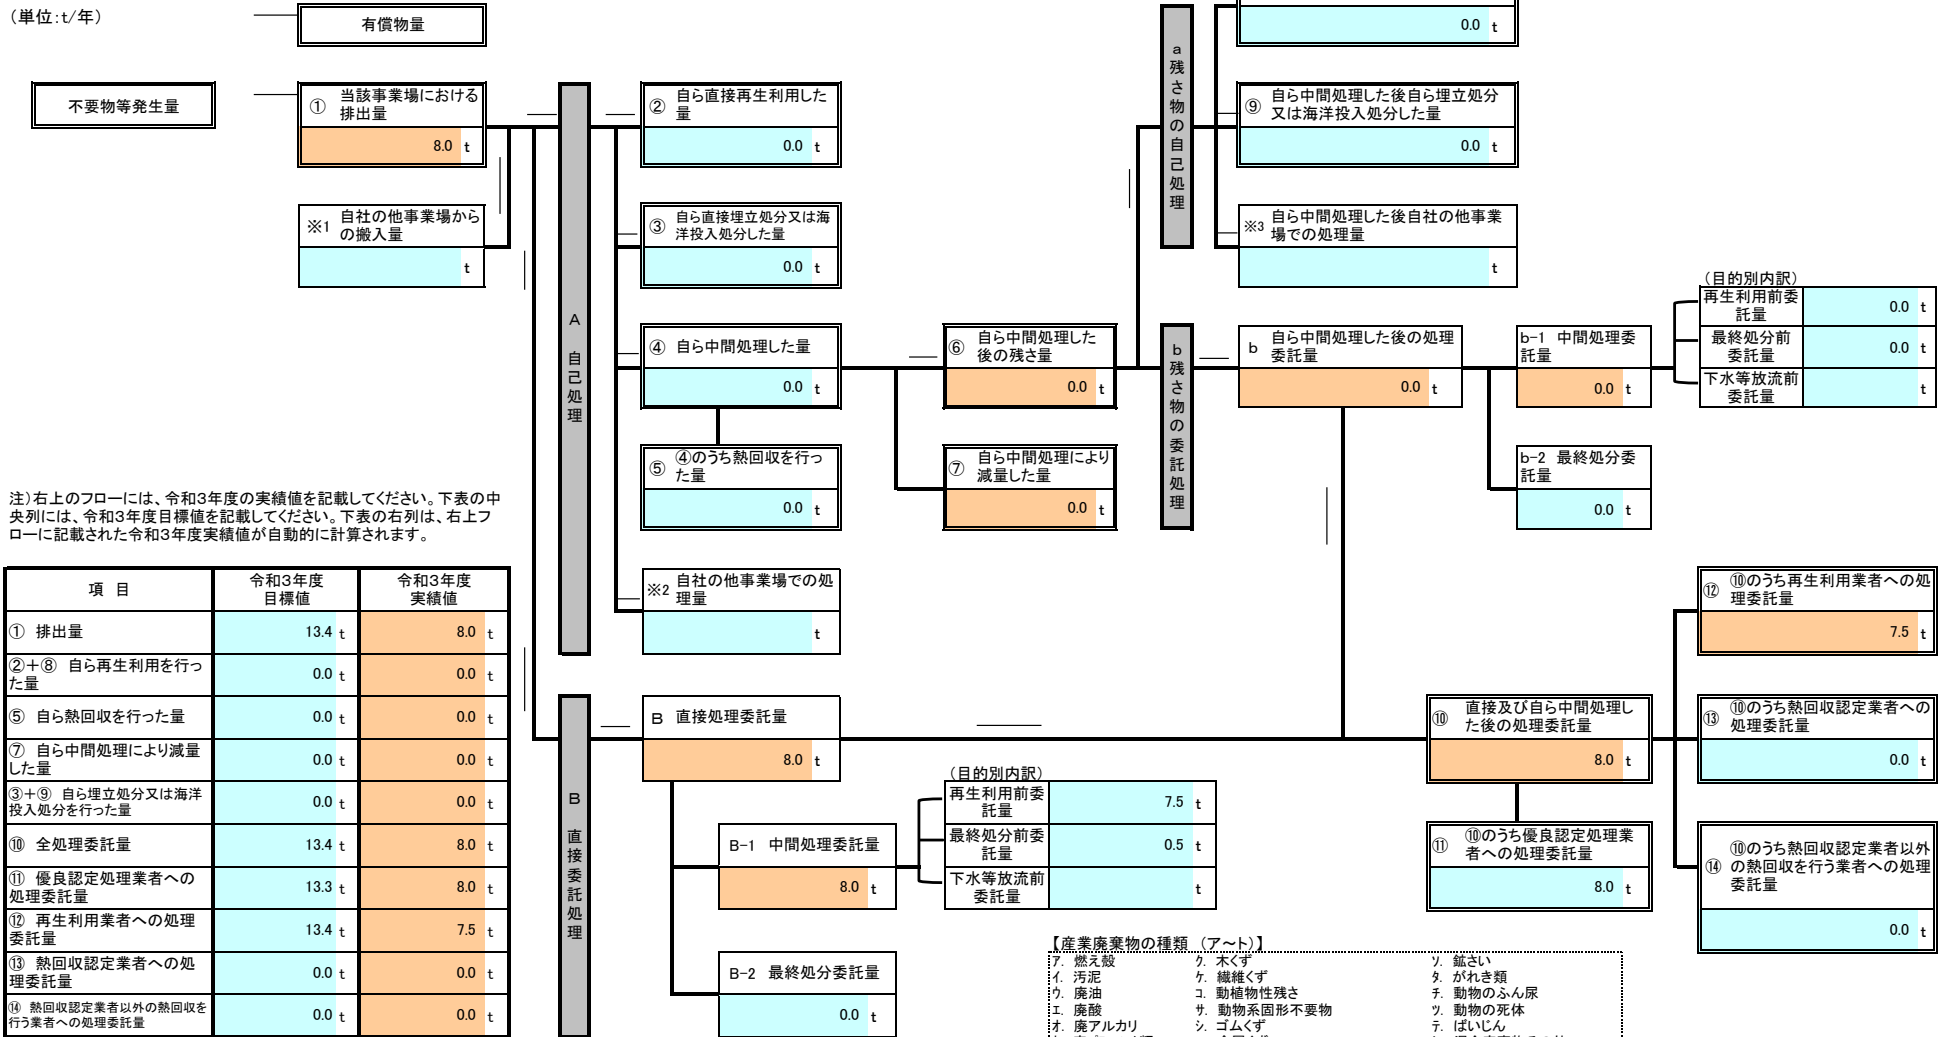 （単位:t/年）
有償物量
0.0 t
不要物等発生量
① 当該事業場における
排出量
8.0 t
※1 自社の他事業場から
の搬入量
t
A 自己処理
② 自ら直接再生利用した
量
0.0 t
③ 自ら直接埋立処分又は海
洋投入処分した量
0.0 t
④ 自ら中間処理した量
0.0 t
⑤ ④のうち熱回収を行っ
た量
0.0 t
※2 自社の他事業場での処
理量
t
⑥ 自ら中間処理した
後の残さ量
0.0 t
⑦ 自ら中間処理により
減量した量
0.0 t
a 残さ物の自己処理
⑨ 自ら中間処理した後自ら埋立処分
又は海洋投入処分した量
0.0 t
※3 自ら中間処理した後自社の他事業
場での処理量
t
b 残さ物の委託処理
b 自ら中間処理した後の処理
委託量
0.0 t
b-1 中間処理委
託量
0.0 t
b-2 最終処分委
託量
0.0 t
（目的別内訳）
再生利用前委
託量
0.0 t
最終処分前
委託量
0.0 t
下水等放流前
委託量
t
注）右上のフローには、令和3年度の実績値を記載してください。下表の中
央列には、令和3年度目標値を記載してください。下表の右列は、右上フ
ローに記載された令和3年度実績値が自動的に計算されます。
項 目 令和3年度 目標値 令和3年度 実績値
① 排出量 13.4 t 8.0 t
②＋⑧ 自ら再生利用を行っ
た量 0.0 t 0.0 t
⑤ 自ら熱回収を行った量 0.0 t 0.0 t
⑦ 自ら中間処理により減量
した量 0.0 t 0.0 t
③＋⑨ 自ら埋立処分又は海洋
投入処分を行った量 0.0 t 0.0 t
⑩ 全処理委託量 13.4 t 8.0 t
⑪ 優良認定処理業者への
処理委託量 13.3 t 8.0 t
⑫ 再生利用業者への処理
委託量 13.4 t 7.5 t
⑬ 熱回収認定業者への処
理委託量 0.0 t 0.0 t
⑭ 熱回収認定業者以外の熱回収を
行う業者への処理委託量 0.0 t 0.0 t
B 直接委託処理
B 直接処理委託量
8.0 t
B-1 中間処理委託量
8.0 t
B-2 最終処分委託量
0.0 t
（目的別内訳）
再生利用前委
託量
7.5 t
最終処分前委
託量
0.5 t
下水等放流前
委託量
t
⑩ 直接及び自ら中間処理し
た後の処理委託量
8.0 t
⑪ ⑩のうち優良認定処理業
者への処理委託量
8.0 t
⑫ ⑩のうち再生利用業者への処
理委託量
7.5 t
⑬ ⑩のうち熱回収認定業者への
処理委託量
0.0 t
⑭ ⑩のうち熱回収認定業者以外
の熱回収を行う業者への処理
委託量
0.0 t
【産業廃棄物の種類 （ア～ト）】
ア. 燃え殻 ク. 木くず ソ. 鉱さい
イ. 汚泥 ケ. 繊維くず タ. がれき類
ウ. 廃油 コ. 動植物性残さ チ. 動物のふん尿
エ. 廃酸 サ. 動物系固形不要物 ツ. 動物の死体
オ. 廃アルカリ シ. ゴムくず テ. ばいじん